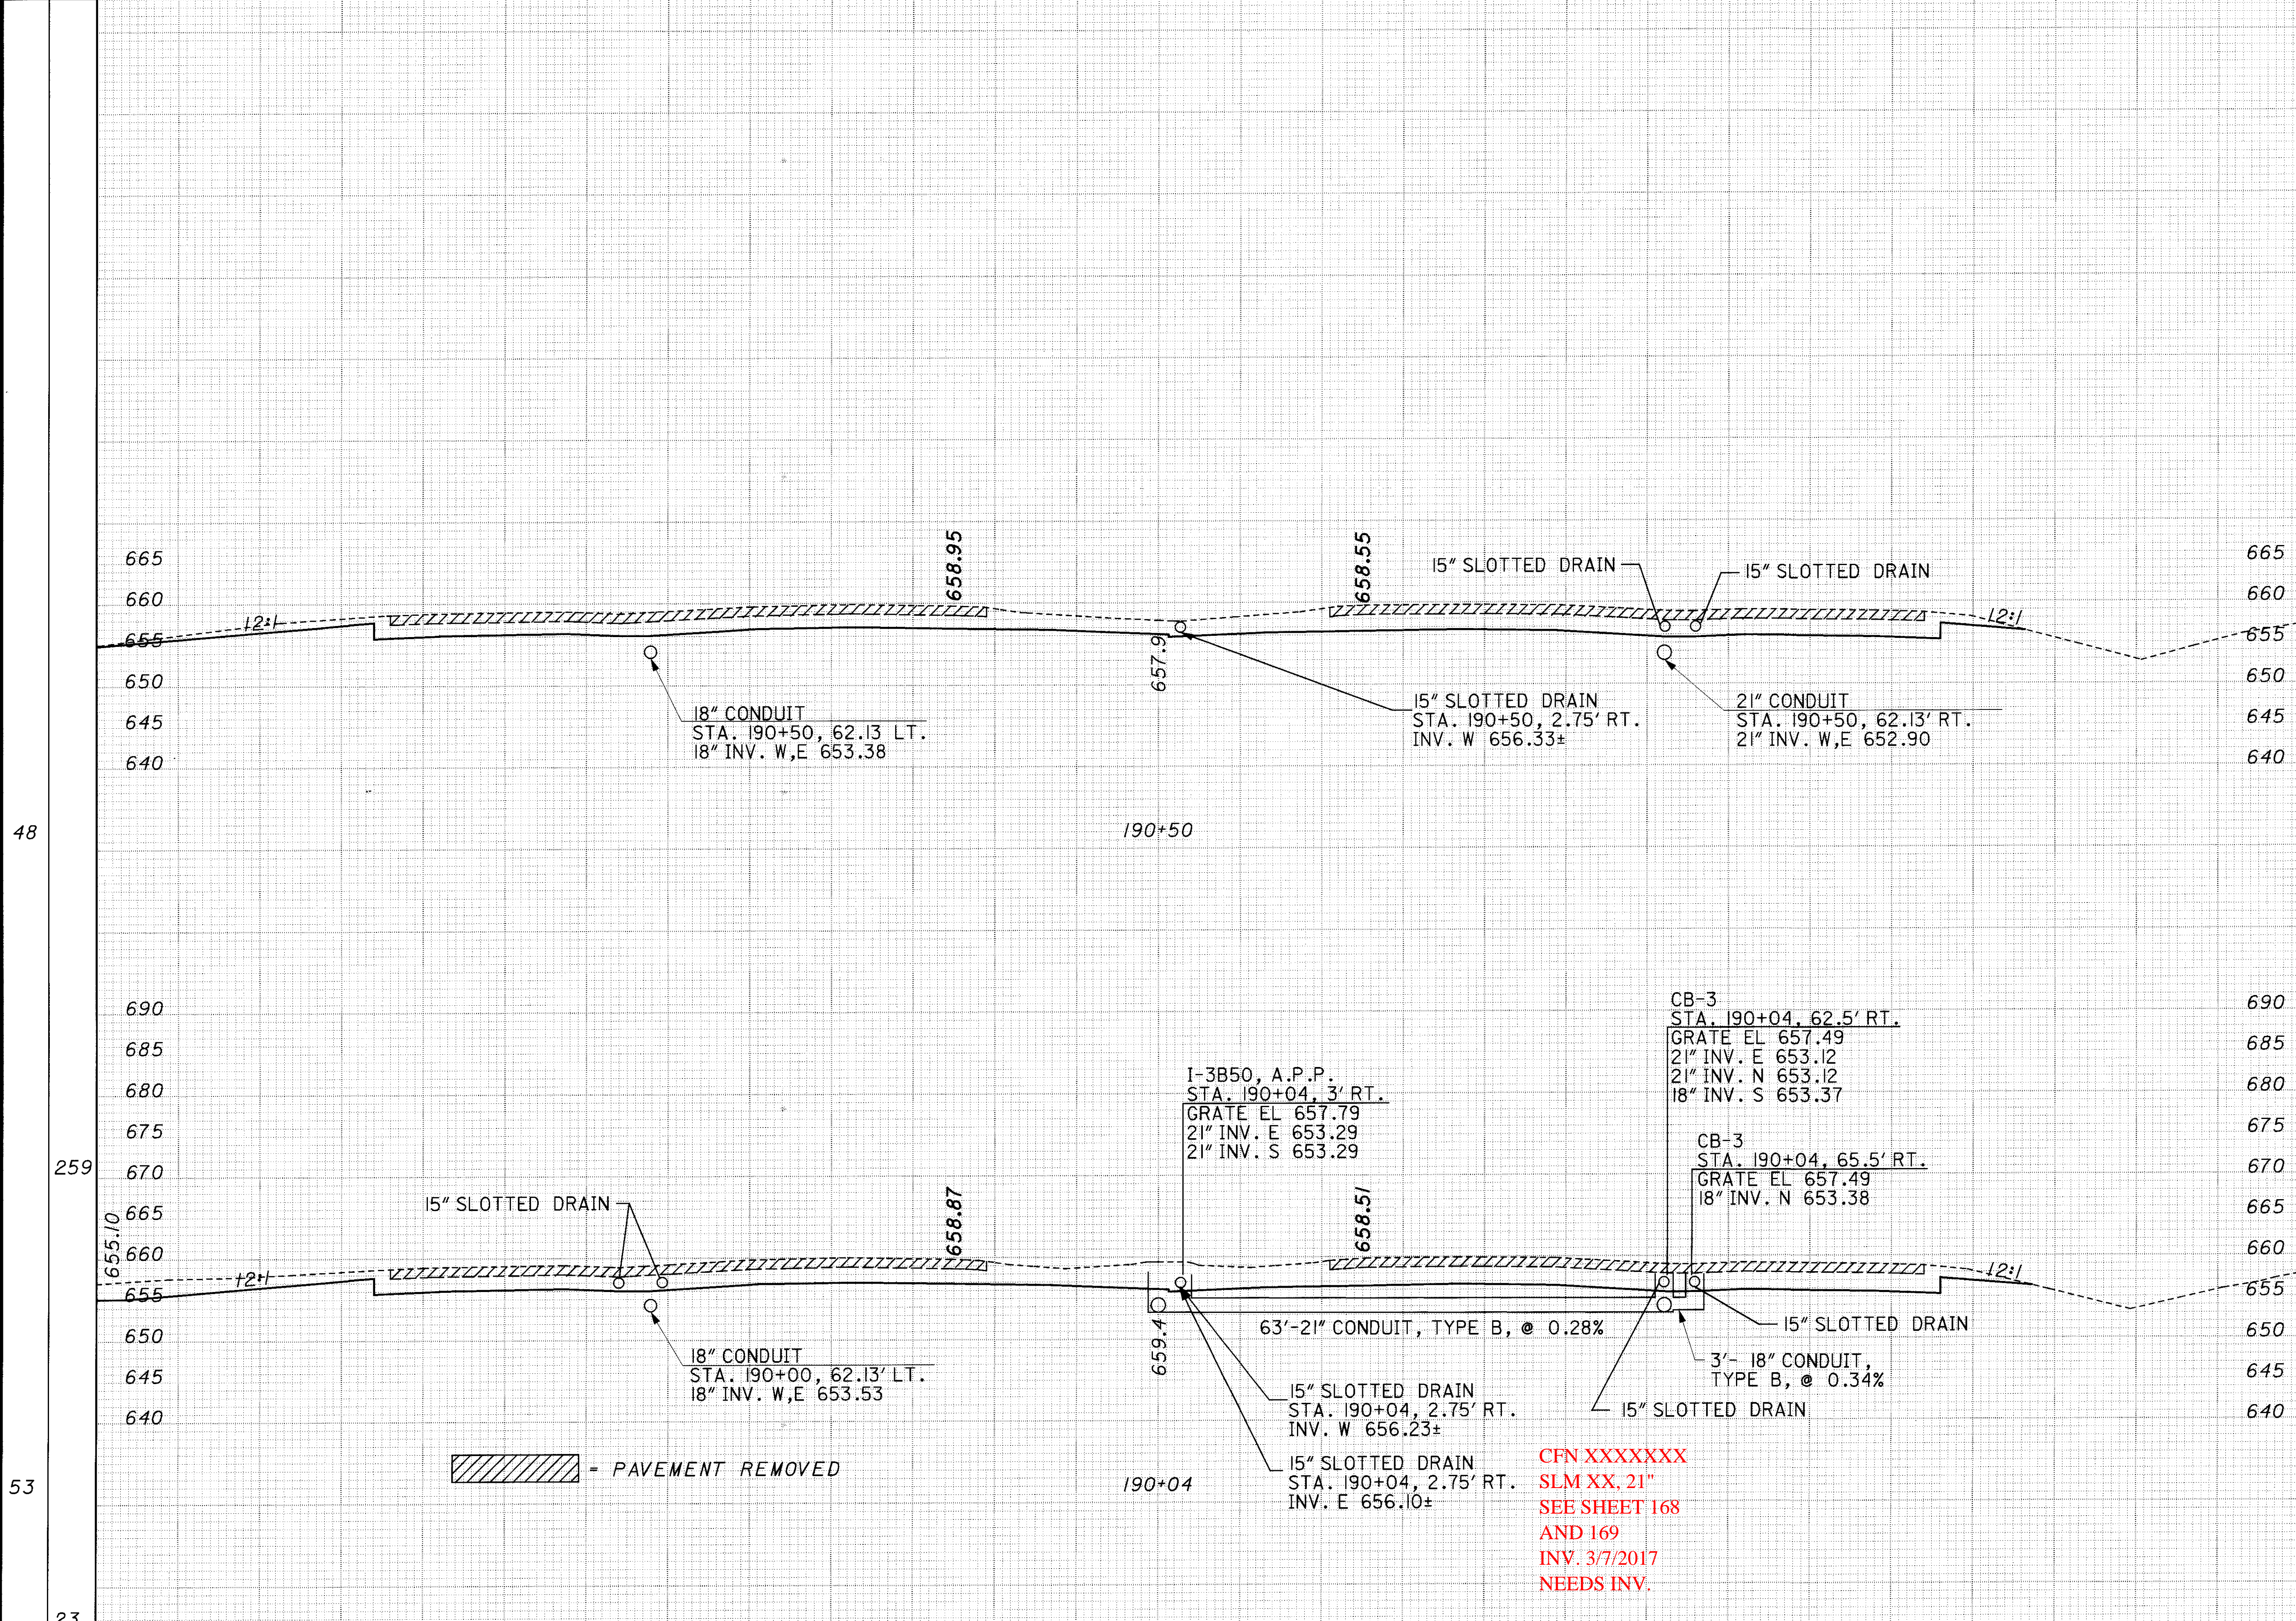 658.95
658.55
665
15" SLOTTED DRAIN
15" SLOTTED DRAIN
665
660
660
12:1
12:1
655
657.9
655
650
650
18" CONDUIT
STA. 190+50, 62.13 LT.
18" INV. W,E 653.38
15" SLOTTED DRAIN
STA. 190+50, 2.75' RT.
INV. W 656.33±
21" CONDUIT
STA. 190+50, 62.13' RT.
21" INV. W,E 652.90
645
645
640
640
48
190+50
690
690
CB-3
STA. 190+04, 62.5' RT.
GRATE EL 657.49
21" INV. E 653.12
21" INV. N 653.12
18" INV. S 653.37
685
685
680
680
I-3B50, A.P.P.
STA. 190+04, 3' RT.
GRATE EL 657.79
21" INV. E 653.29
21" INV. S 653.29
675
675
CB-3
STA. 190+04, 65.5' RT.
GRATE EL 657.49
18" INV. N 653.38
259
670
670
15" SLOTTED DRAIN
658.87
658.51
665
665
655.10
660
660
12:1
12:1
655
655
650
650
659.4
63'-21" CONDUIT, TYPE B, @ 0.28%
15" SLOTTED DRAIN
18" CONDUIT
STA. 190+00, 62.13' LT.
18" INV. W,E 653.53
3'- 18" CONDUIT,
TYPE B, @ 0.34%
645
645
15" SLOTTED DRAIN
STA. 190+04, 2.75' RT.
INV. W 656.23±
15" SLOTTED DRAIN
640
640
= PAVEMENT REMOVED
15" SLOTTED DRAIN
STA. 190+04, 2.75' RT.
INV. E 656.10±
53
190+04
CFN XXXXXXX
SLM XX, 21"
SEE SHEET 168
AND 169
INV. 3/7/2017
NEEDS INV.
23